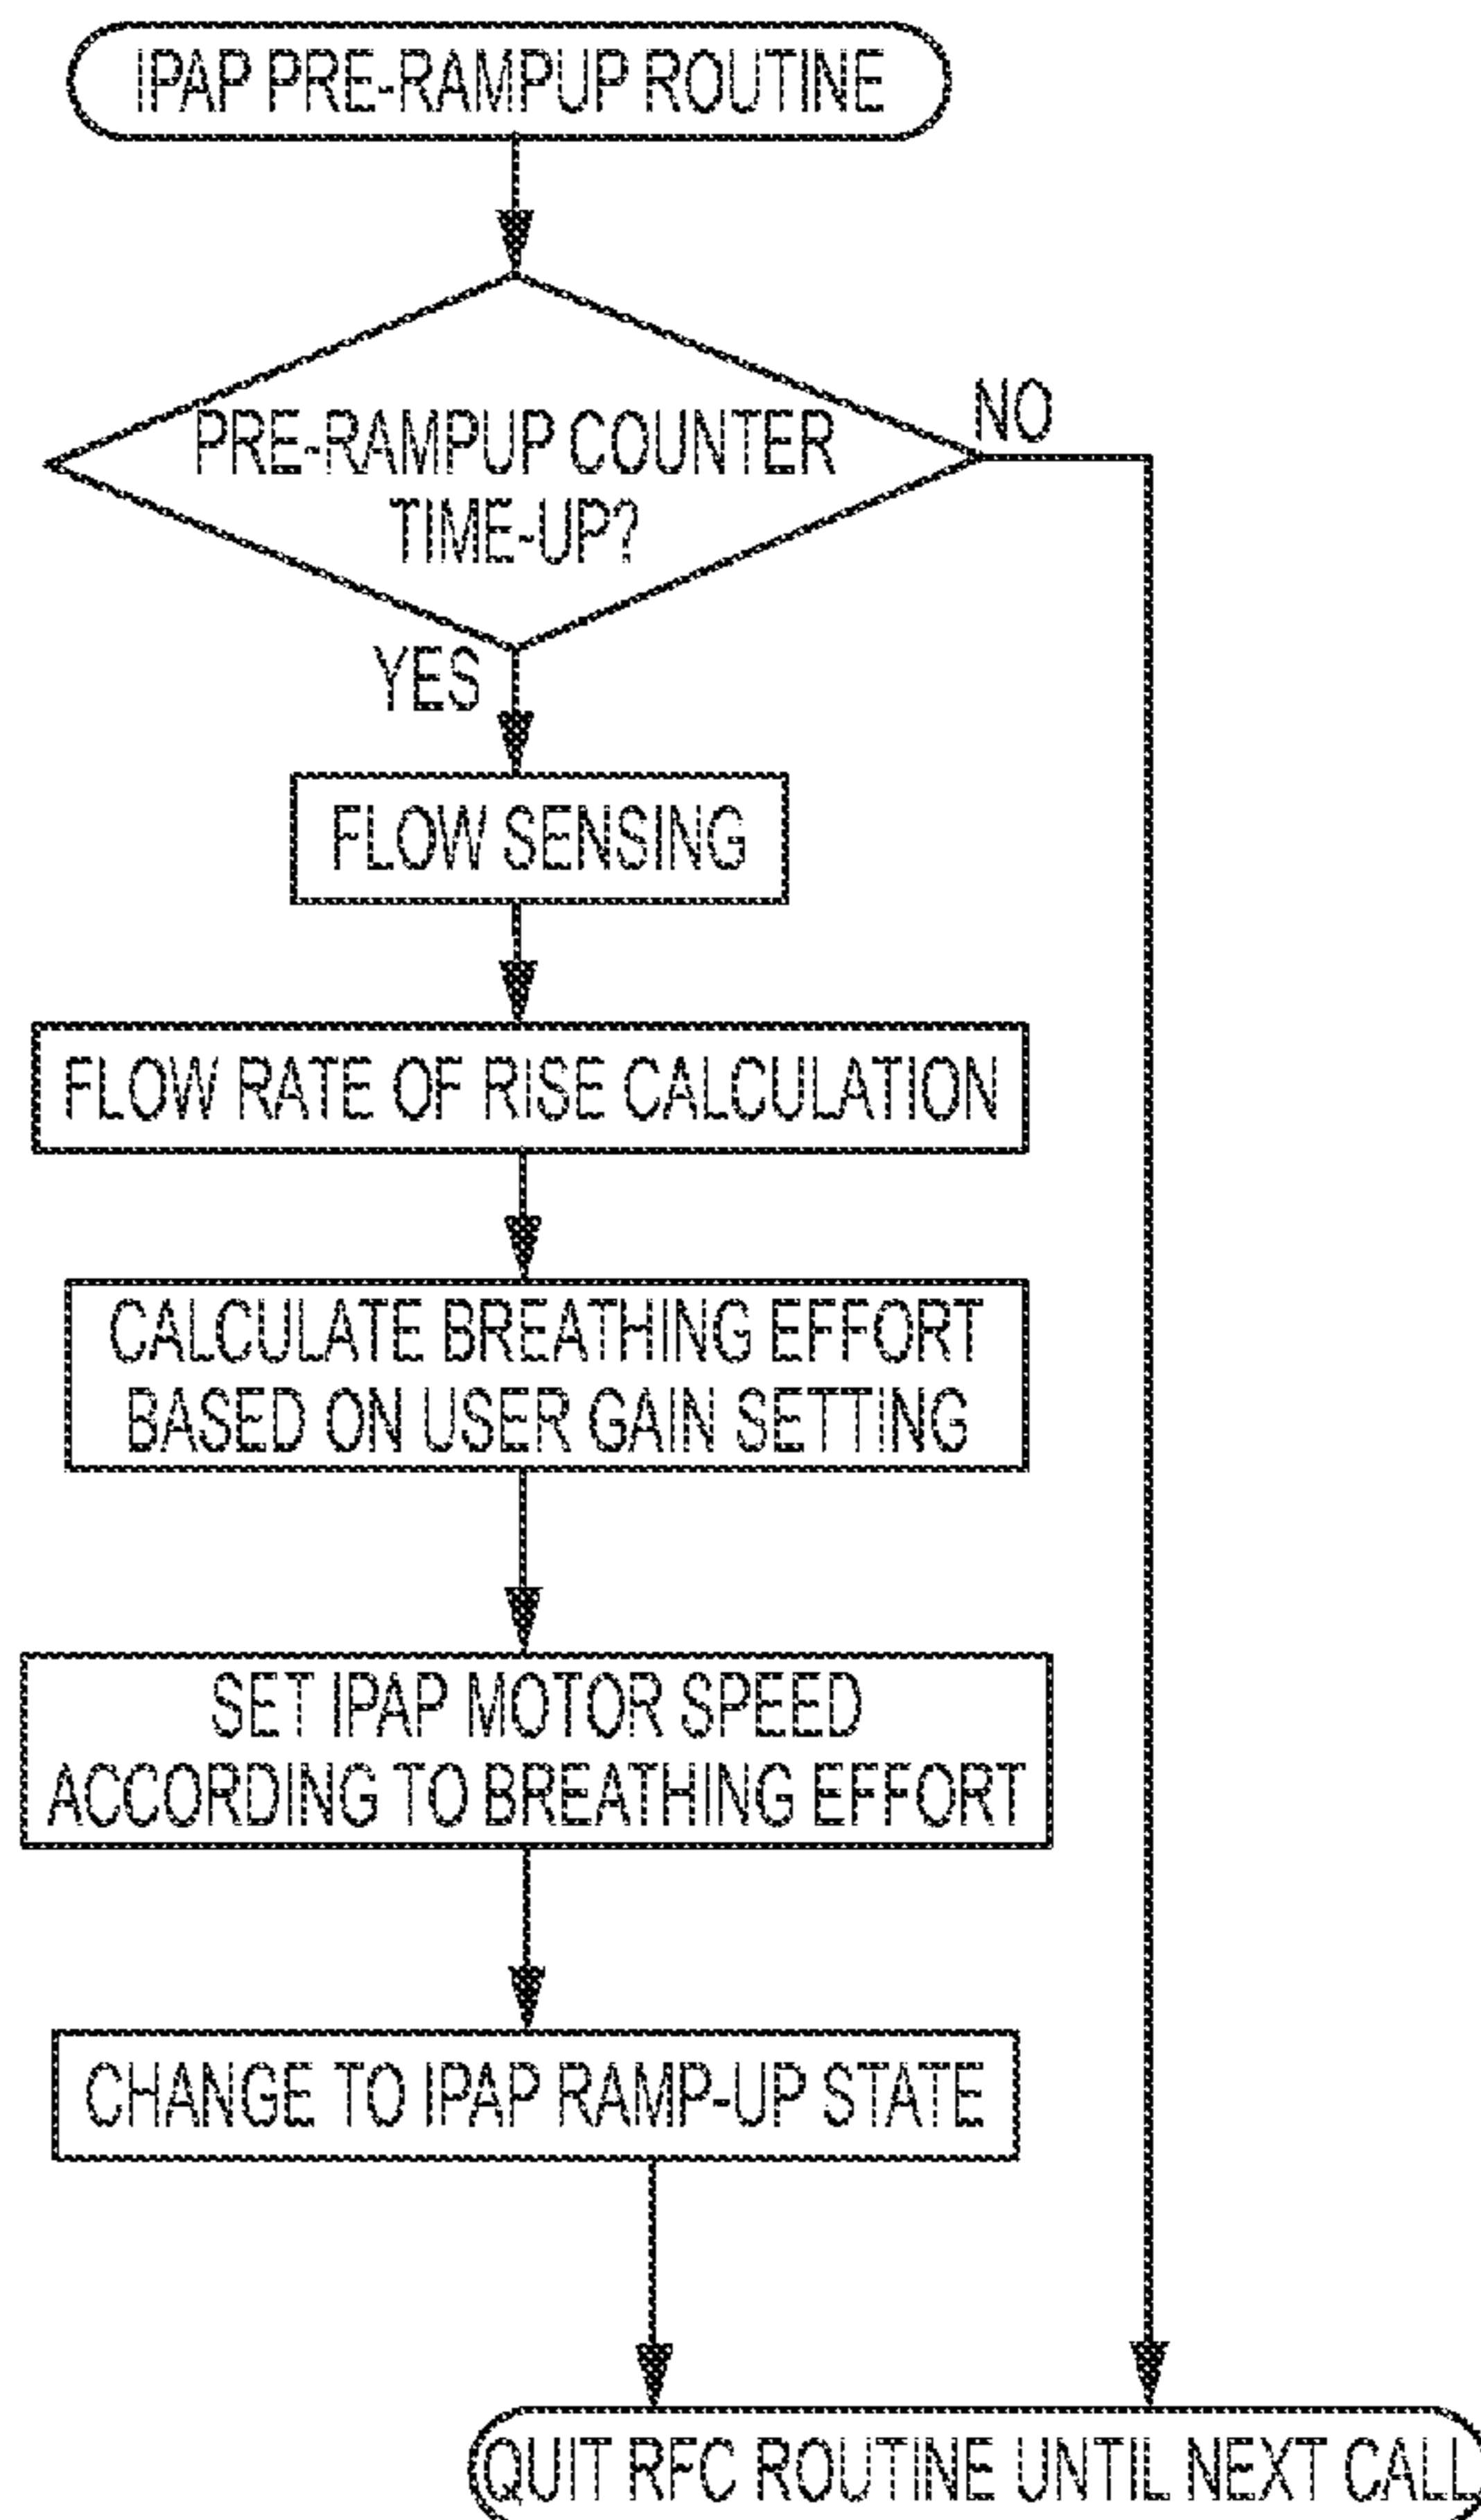 IPAP PRE-RAMPUP ROUTINE
PRE-RAMPUP COUNTER
TIME-UP?
NO
YES
FLOW SENSING
FLOW RATE OF RISE CALCULATION
CALCULATE BREATHING EFFORT
BASED ON USER GAIN SETTING
SET IPAP MOTOR SPEED
ACCORDING TO BREATHING EFFORT
CHANGE TO IPAP RAMP-UP STATE
QUIT RFC ROUTINE UNTIL NEXT CALL